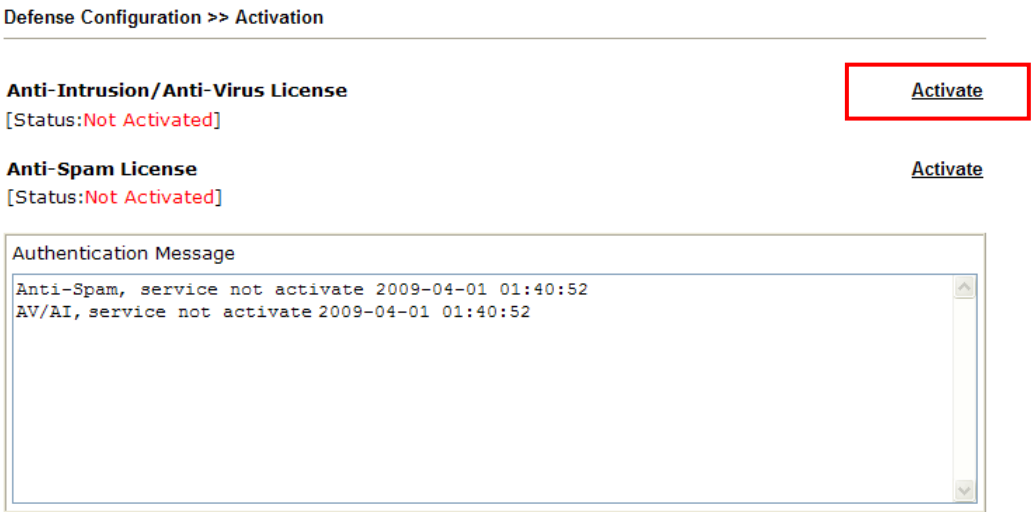 Defense Configuration >> Activation
Anti-Intrusion/Anti-Virus License Activate
[Status:Not Activated]
Anti-Spam License Activate
[Status:Not Activated]
Authentication Message
Anti-Spam, service not activate 2009-04-01 01:40:52
AV/AI, service not activate 2009-04-01 01:40:52